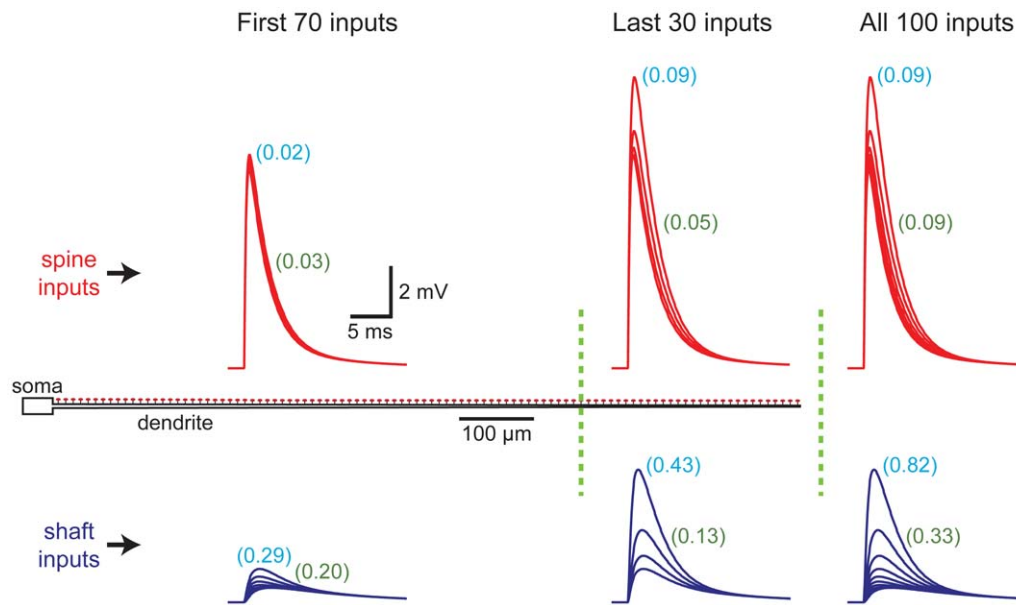 First 70 inputs
Last 30 inputs
All 100 inputs
(0.02)
(0.09)
(0.09)
(0.03)
(0.05)
(0.09)
spine
inputs
2 mV
5 ms
soma
dendrite
100 µm
(0.43)
(0.82)
shaft
inputs
(0.29)
(0.20)
(0.13)
(0.33)